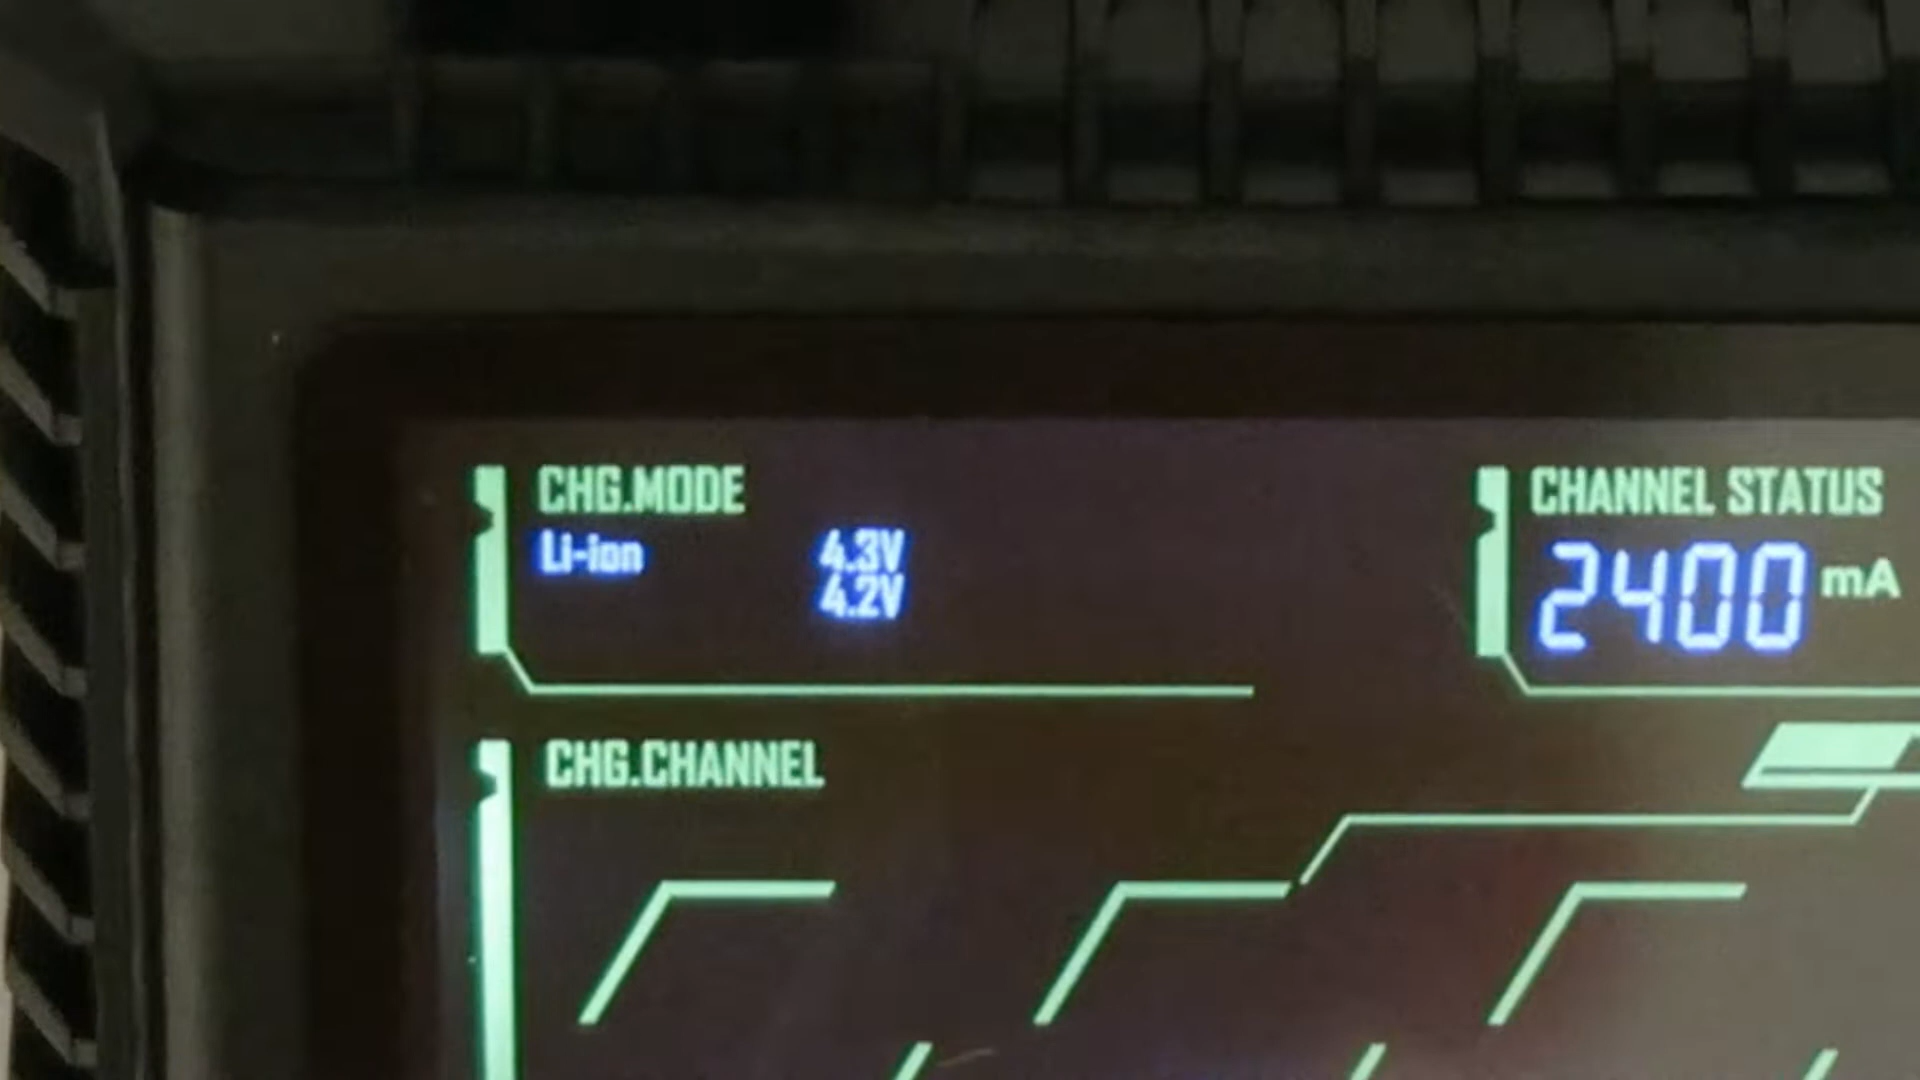 CHG.MODE
Li-ion 4.3V
4.2V
CHANNEL STATUS
2400 mA
CHG.CHANNEL